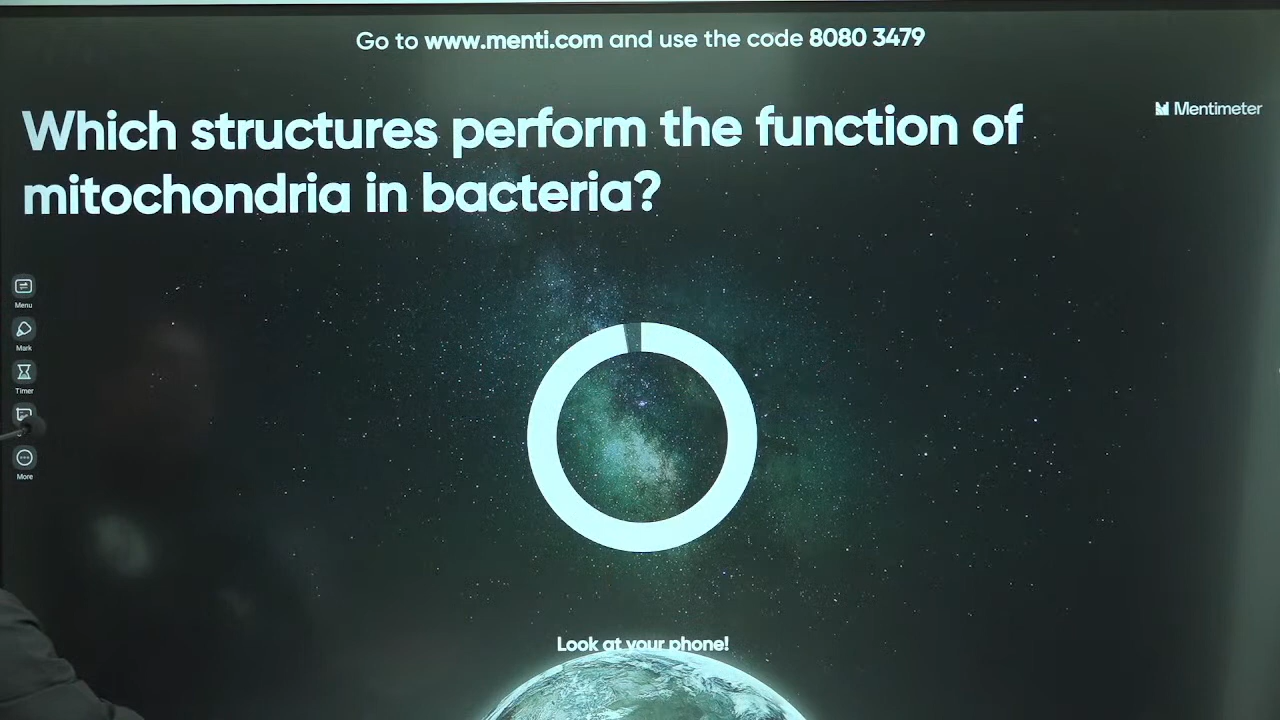 Go to www.menti.com and use the code 8080 3479
Mentimeter
Which structures perform the function of
mitochondria in bacteria?
Menu
Mark
Timer
More
Look at your phone!